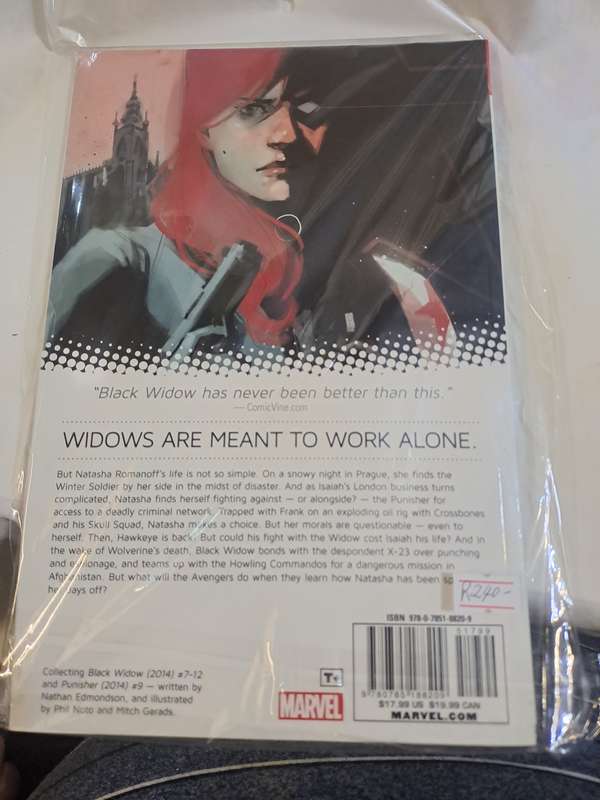 “Black Widow has never been better than this.”
— ComicVine.com
WIDOWS ARE MEANT TO WORK ALONE.
But Natasha Romanoff's life is not so simple. On a snowy night in Prague, she finds the
Winter Soldier by her side in the midst of disaster. And as Isaiah's London business turns
complicated, Natasha finds herself fighting against — or alongside? — the Punisher for
access to a deadly criminal network. Trapped with Frank on an exploding oil rig with Crossbones
and his Skull Squad, Natasha makes a choice. But her morals are questionable — even to
herself. Then, Hawkeye is back. But could his fight with the Widow cost Isaiah his life? And in
the wake of Wolverine's death, Black Widow bonds with the despondent X-23 over punching
and espionage, and teams up with the Howling Commandos for a dangerous mission in
Afghanistan. But what will the Avengers do when they learn how Natasha has been sp
her days off?
R240-
ISBN 978-0-7851-8820-9
51799
9 780785 188209
$17.99 US $19.99 CAN
MARVEL.COM
T+
MARVEL
Collecting Black Widow (2014) #7-12
and Punisher (2014) #9 — written by
Nathan Edmondson, and illustrated
by Phil Noto and Mitch Gerads.